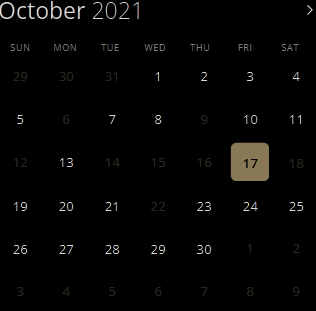 October 2021
SUN MON TUE WED THU FRI SAT
29 30 31 1 2 3 4
5 6 7 8 9 10 11
12 13 14 15 16 17 18
19 20 21 22 23 24 25
26 27 28 29 30 1 2
3 4 5 6 7 8 9